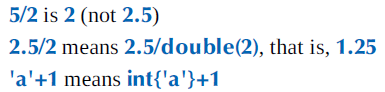 5/2 is 2 (not 2.5)
2.5/2 means 2.5/double(2), that is, 1.25
'a'+1 means int{'a'}+1